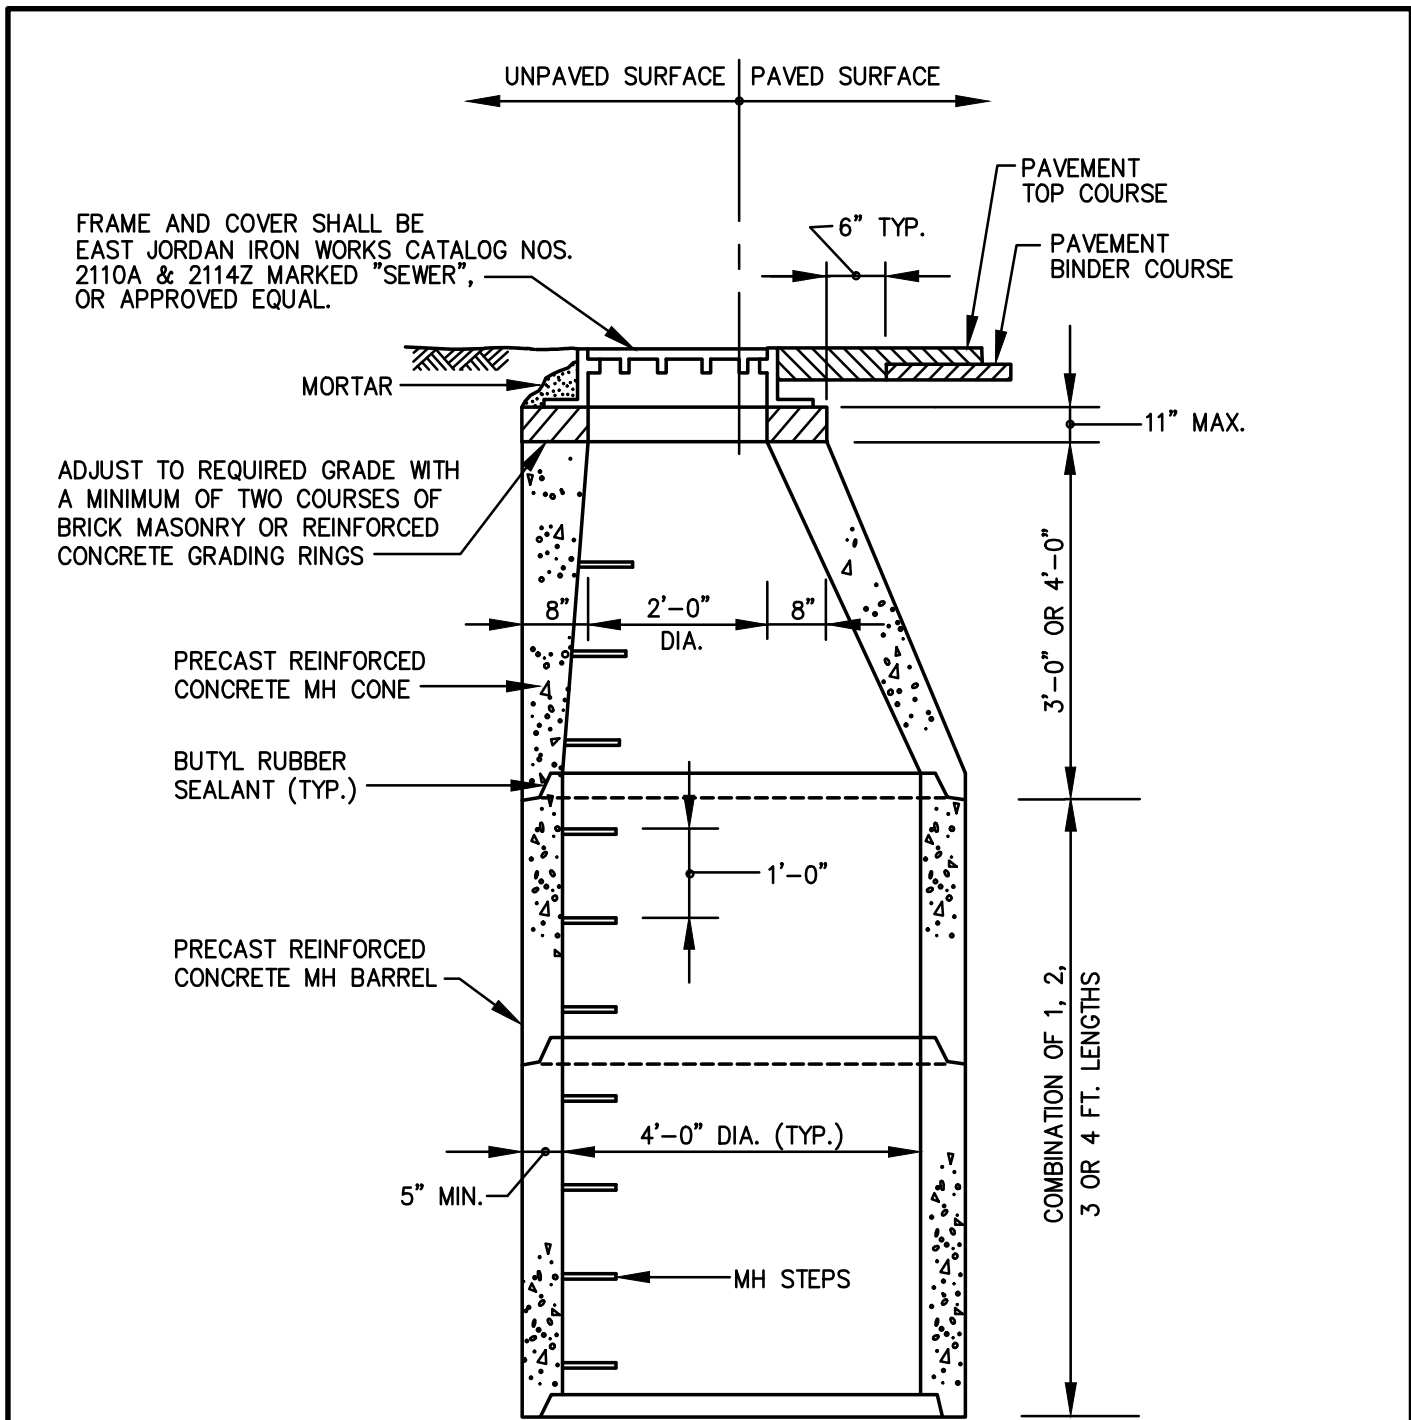 UNPAVED SURFACE
PAVED SURFACE
PAVEMENT
TOP COURSE
6" TYP.
PAVEMENT
BINDER COURSE
FRAME AND COVER SHALL BE
EAST JORDAN IRON WORKS CATALOG NOS.
2110A & 2114Z MARKED "SEWER",
OR APPROVED EQUAL.
MORTAR
11" MAX.
ADJUST TO REQUIRED GRADE WITH
A MINIMUM OF TWO COURSES OF
BRICK MASONRY OR REINFORCED
CONCRETE GRADING RINGS
8"
2'-0"
DIA.
8"
3'-0" OR 4'-0"
PRECAST REINFORCED
CONCRETE MH CONE
BUTYL RUBBER
SEALANT (TYP.)
1'-0"
PRECAST REINFORCED
CONCRETE MH BARREL
COMBINATION OF 1, 2,
3 OR 4 FT. LENGTHS
4'-0" DIA. (TYP.)
5" MIN.
MH STEPS